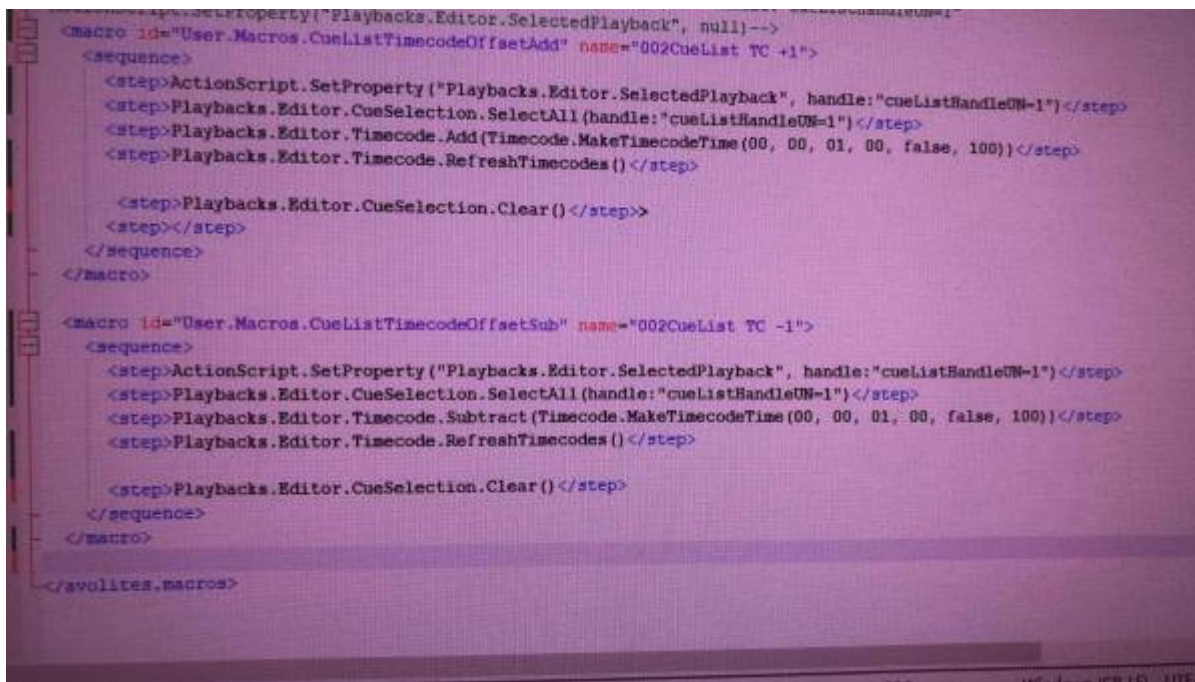 ActionScript.SetProperty("Playbacks.Editor.SelectedPlayback", null)-->
<macro id="User.Macros.CueListTimecodeOffsetAdd" name="002CueList TC +1">
<sequence>
<step>ActionScript.SetProperty("Playbacks.Editor.SelectedPlayback", handle:"cueListHandleUN=1")</step>
<step>Playbacks.Editor.CueSelection.SelectAll(handle:"cueListHandleUN=1")</step>
<step>Playbacks.Editor.Timecode.Add(Timecode.MakeTimecodeTime(00, 00, 01, 00, false, 100))</step>
<step>Playbacks.Editor.Timecode.RefreshTimecodes()</step>
<step>Playbacks.Editor.CueSelection.Clear()</step>>
<step></step>
</sequence>
</macro>
<macro id="User.Macros.CueListTimecodeOffsetSub" name="002CueList TC -1">
<sequence>
<step>ActionScript.SetProperty("Playbacks.Editor.SelectedPlayback", handle:"cueListHandleUN=1")</step>
<step>Playbacks.Editor.CueSelection.SelectAll(handle:"cueListHandleUN=1")</step>
<step>Playbacks.Editor.Timecode.Subtract(Timecode.MakeTimecodeTime(00, 00, 01, 00, false, 100))</step>
<step>Playbacks.Editor.Timecode.RefreshTimecodes()</step>
<step>Playbacks.Editor.CueSelection.Clear()</step>
</sequence>
</macro>
</avolites.macros>